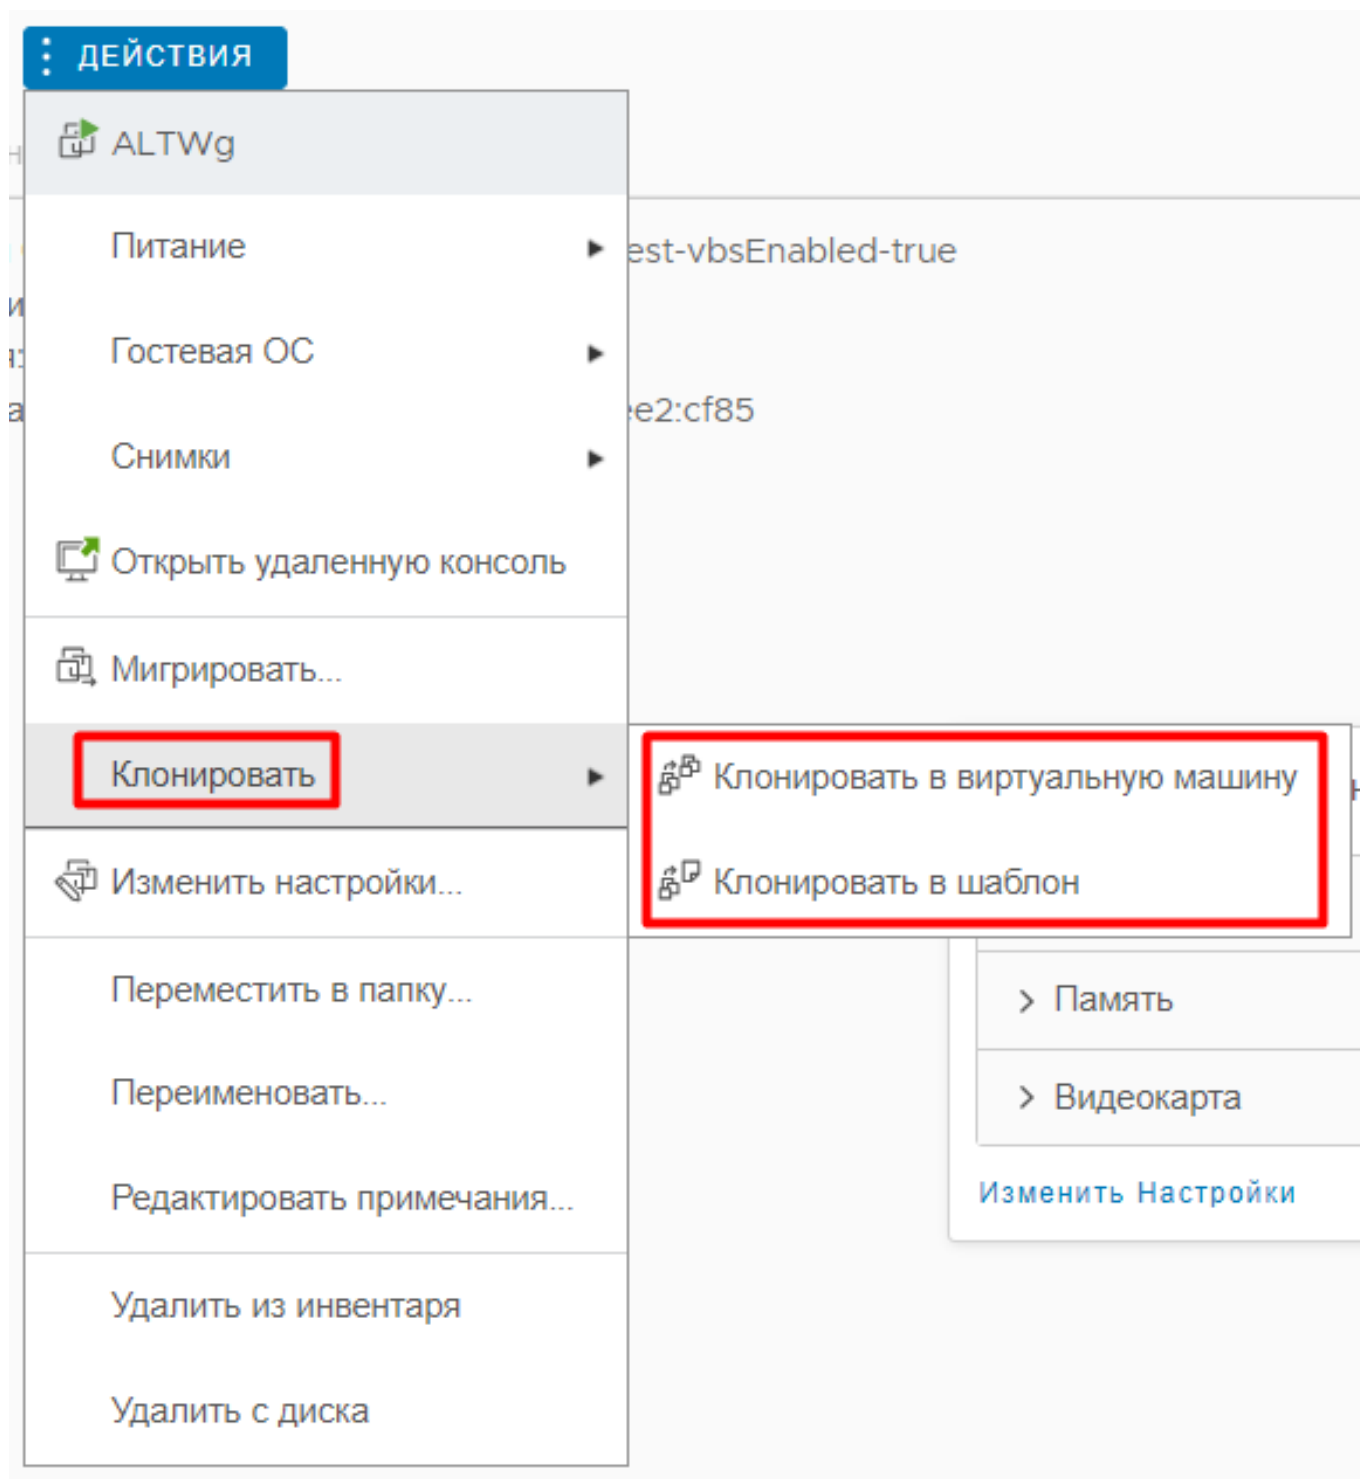 ДЕЙСТВИЯ
ALTWg
Питание
est-vbsEnabled-true
Гостевая ОС
e2:cf85
Снимки
Открыть удаленную консоль
Мигрировать...
Клонировать
Клонировать в виртуальную машину
Изменить настройки...
Клонировать в шаблон
Переместить в папку...
Память
Переименовать...
Видеокарта
Редактировать примечания...
Изменить Настройки
Удалить из инвентаря
Удалить с диска